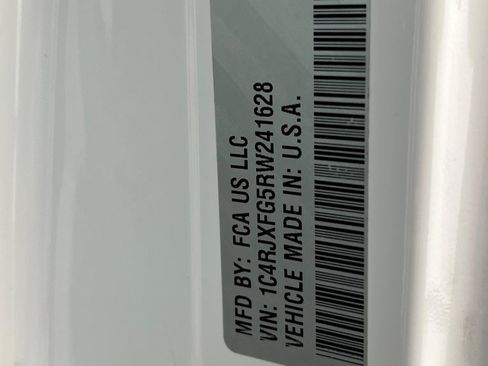 MFD BY: FCA US LLC
VIN: 1C4RJXFG5RW241628
VEHICLE MADE IN: U.S.A.